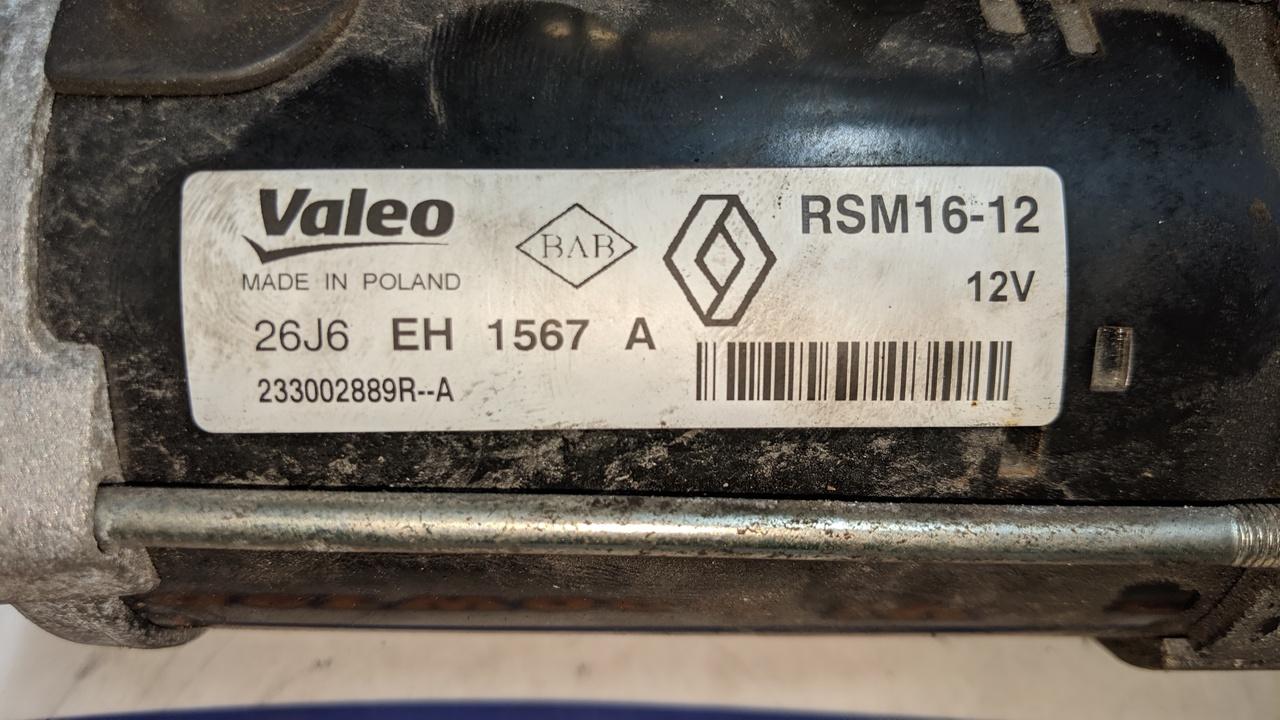 Valeo
MADE IN POLAND
BAB
RSM16-12
12V
26J6 EH 1567 A
233002889R--A